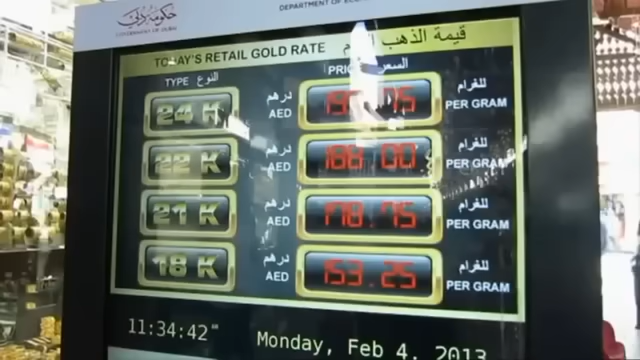 حكومة دبي
GOVERNMENT OF DUBAI
DEPARTMENT OF
TODAY'S RETAIL GOLD RATE قيمة الذهب
TYPE النوع PRICE السعر
24 K درهم AED للغرام PER GRAM
22 K درهم AED للغرام PER GRAM
21 K درهم AED 178.75 للغرام PER GRAM
18 K درهم AED 153.25 للغرام PER GRAM
11:34:42
Monday, Feb 4, 2013